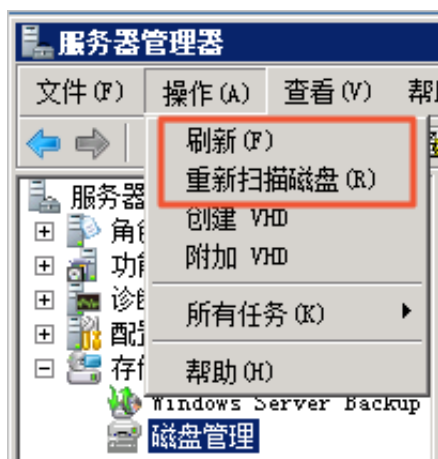 服务器管理器
文件(F) 操作(A) 查看(V) 帮
刷新(F)
重新扫描磁盘(R)
创建 VHD
附加 VHD
所有任务(K)
帮助(H)
服务器
角
功
诊
配
存
Windows Server Backup
磁盘管理